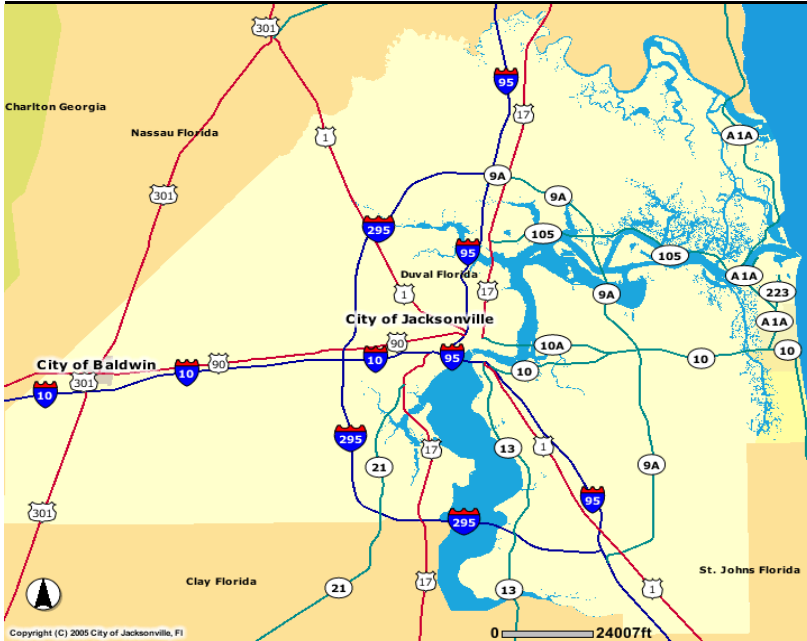 301
95
17
Charlton Georgia
Nassau Florida
1
A1A
9A
9A
301
295
105
95
105
Duval Florida
A1A
17
223
1
9A
City of Jacksonville
A1A
90
10A
City of Baldwin
90
10
95
10
10
10
301
10
10
295
17
13
1
21
9A
95
301
295
St. Johns Florida
Clay Florida
17
21
13
1
Copyright (C) 2005 City of Jacksonville, Fl
0 24007ft